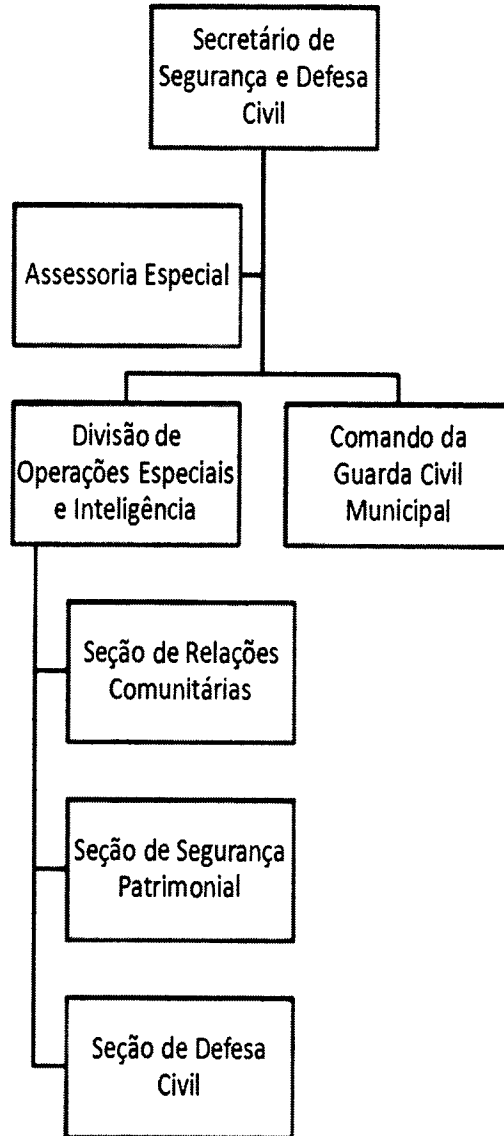 Secretário de
Segurança e Defesa
Civil
Assessoria Especial
Divisão de
Operações Especiais
e Inteligência
Comando da
Guarda Civil
Municipal
Seção de Relações
Comunitárias
Seção de Segurança
Patrimonial
Seção de Defesa
Civil